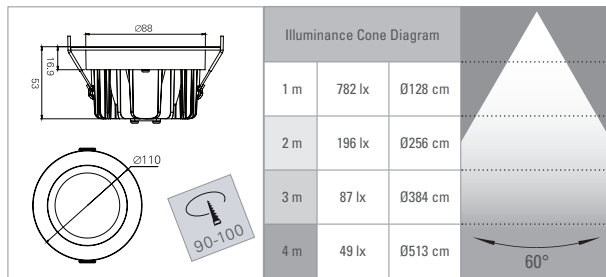 Ø88
16.9
53
Ø110
90-100
Illuminance Cone Diagram
1 m 782 lx Ø128 cm
2 m 196 lx Ø256 cm
3 m 87 lx Ø384 cm
4 m 49 lx Ø513 cm
60°